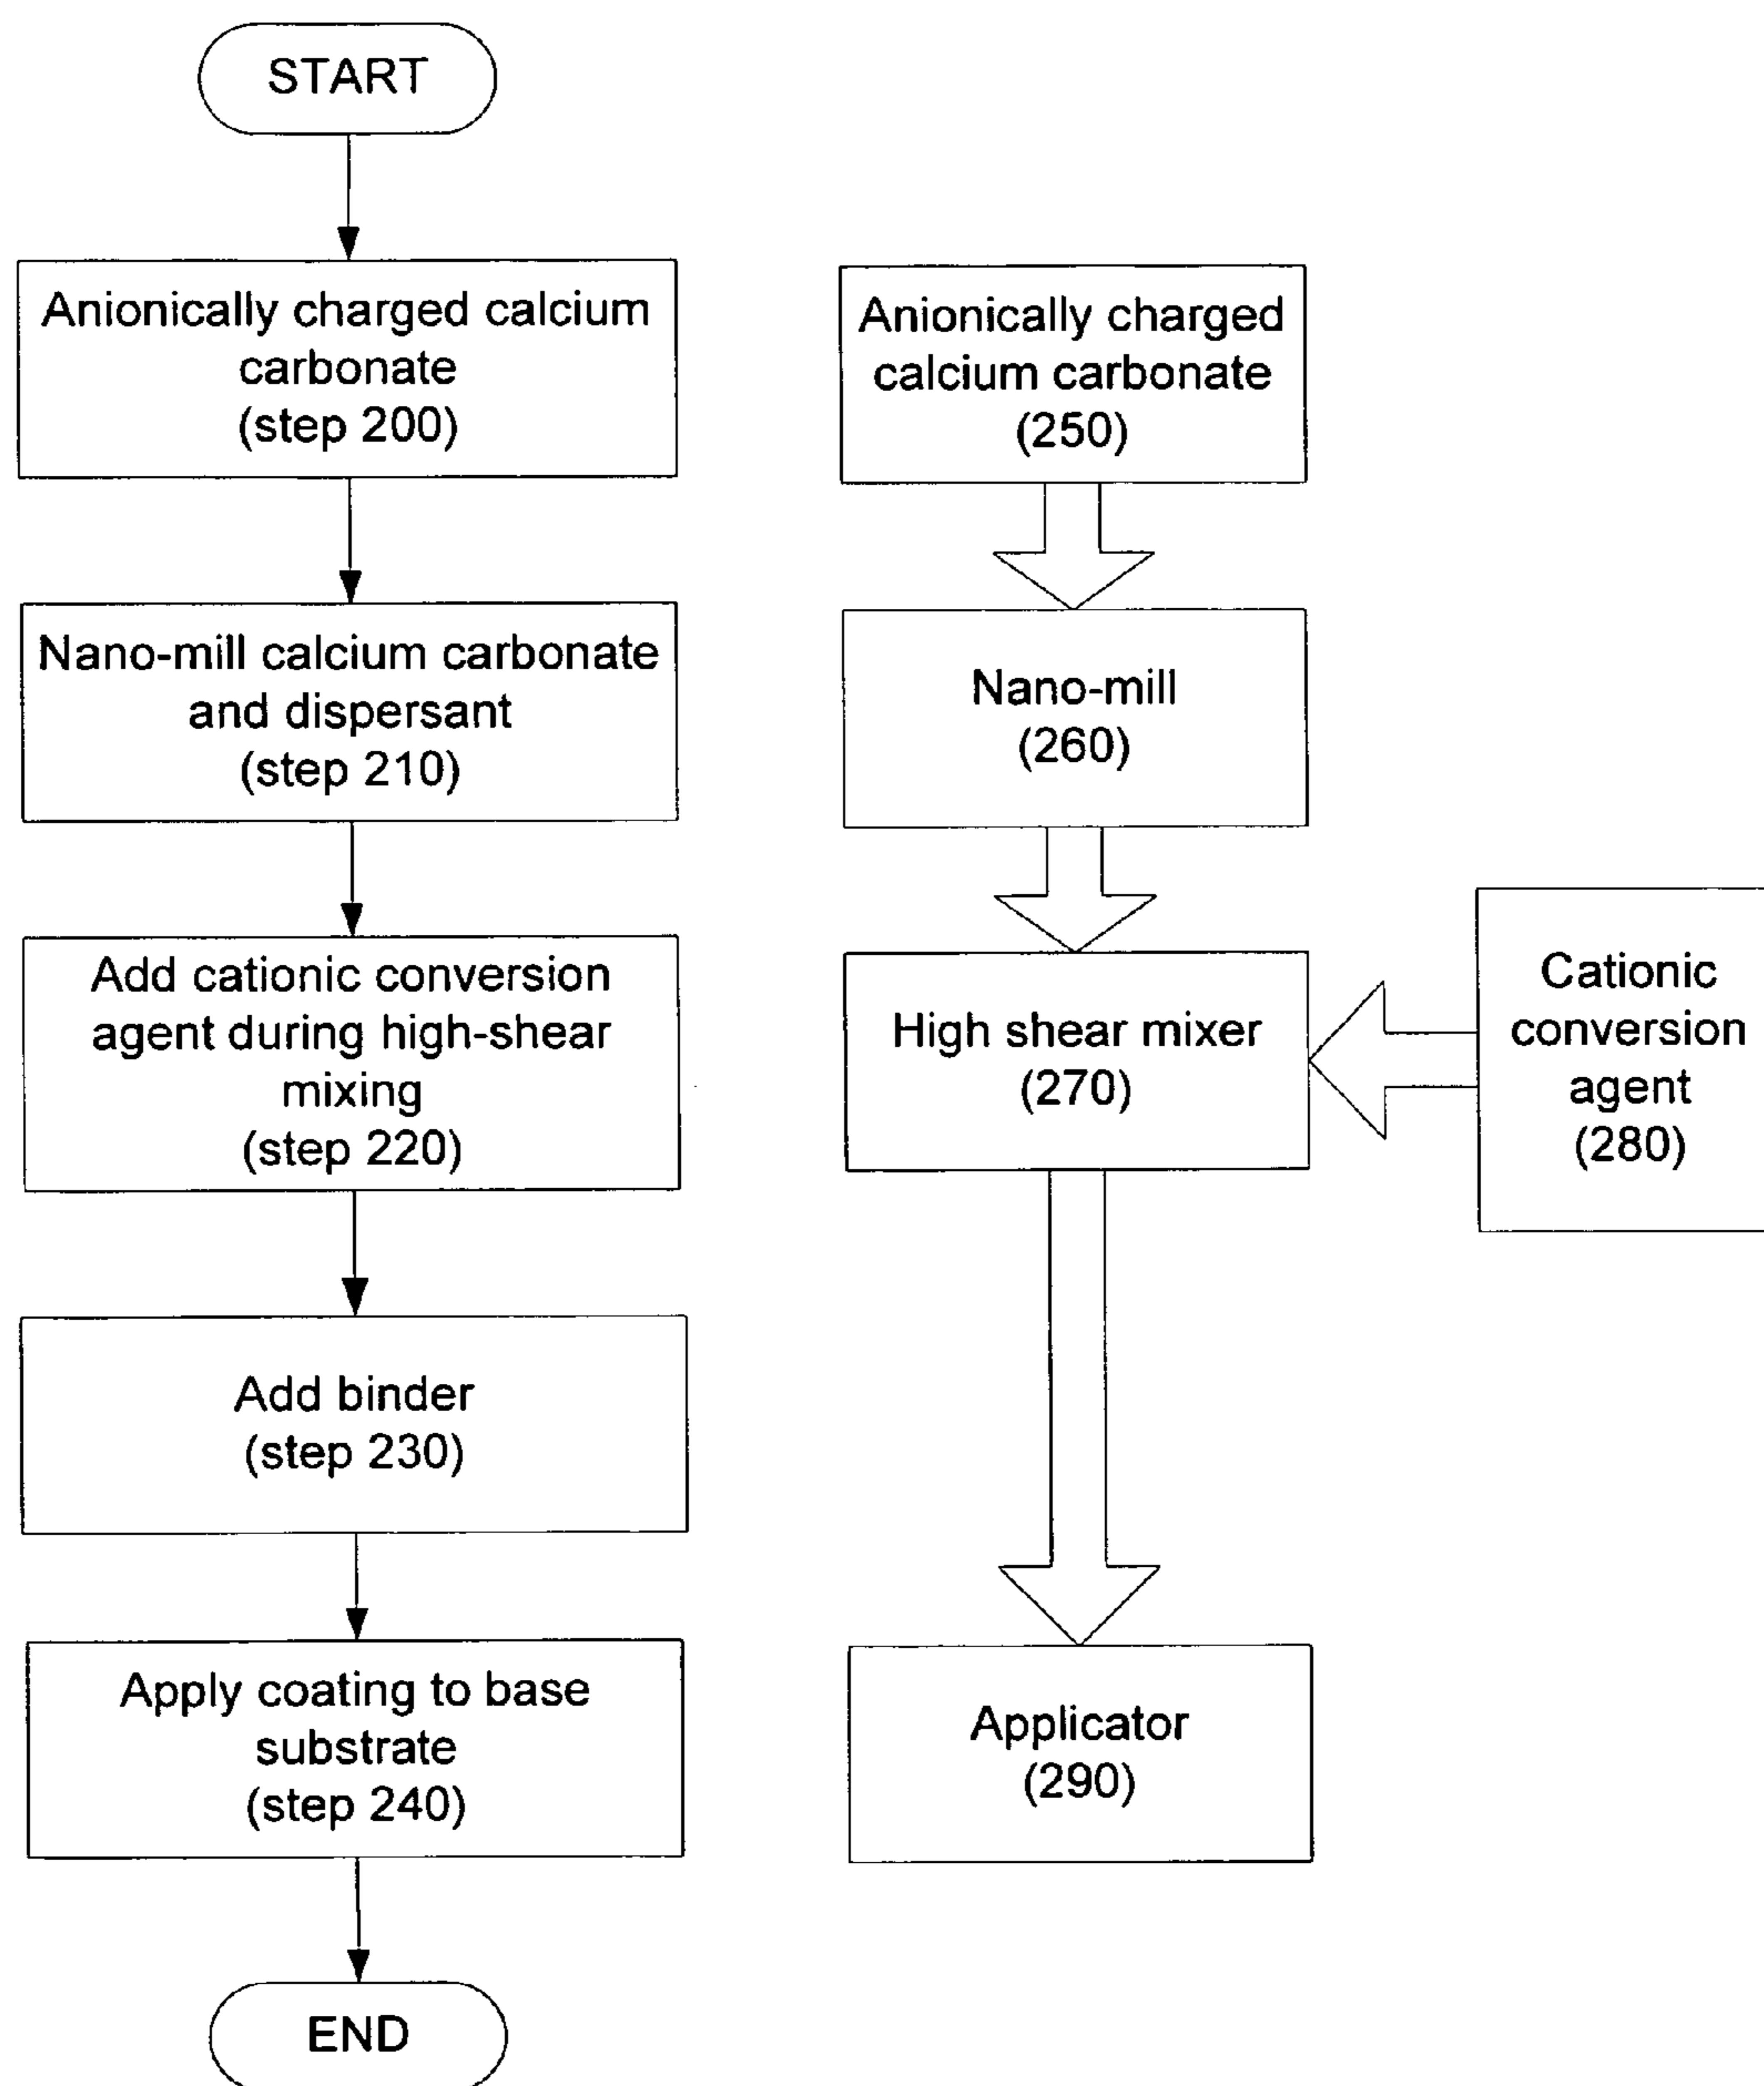 START
Anionically charged calcium
carbonate
(step 200)
Nano-mill calcium carbonate
and dispersant
(step 210)
Add cationic conversion
agent during high-shear
mixing
(step 220)
Add binder
(step 230)
Apply coating to base
substrate
(step 240)
END
Anionically charged
calcium carbonate
(250)
Nano-mill
(260)
High shear mixer
(270)
Cationic
conversion
agent
(280)
Applicator
(290)